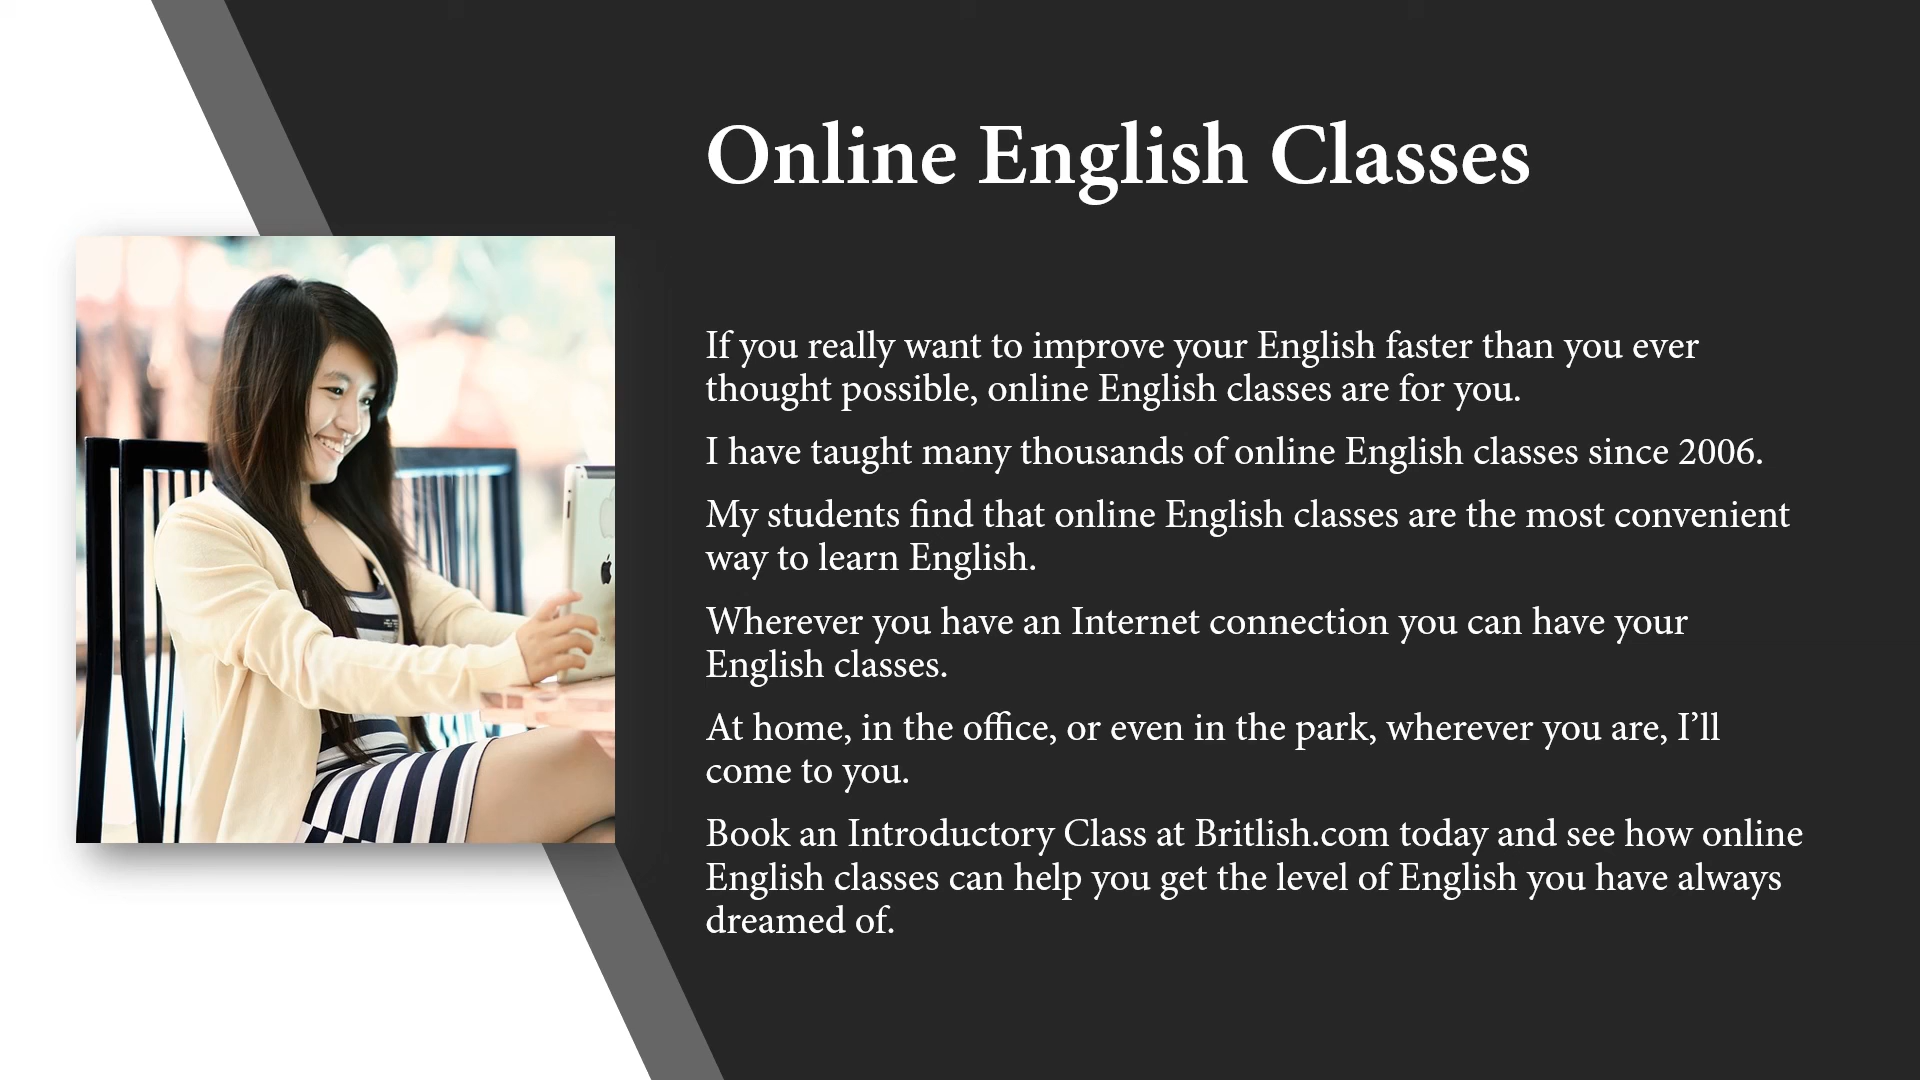 Online English Classes
If you really want to improve your English faster than you ever
thought possible, online English classes are for you.
I have taught many thousands of online English classes since 2006.
My students find that online English classes are the most convenient
way to learn English.
Wherever you have an Internet connection you can have your
English classes.
At home, in the office, or even in the park, wherever you are, I’ll
come to you.
Book an Introductory Class at Britlish.com today and see how online
English classes can help you get the level of English you have always
dreamed of.